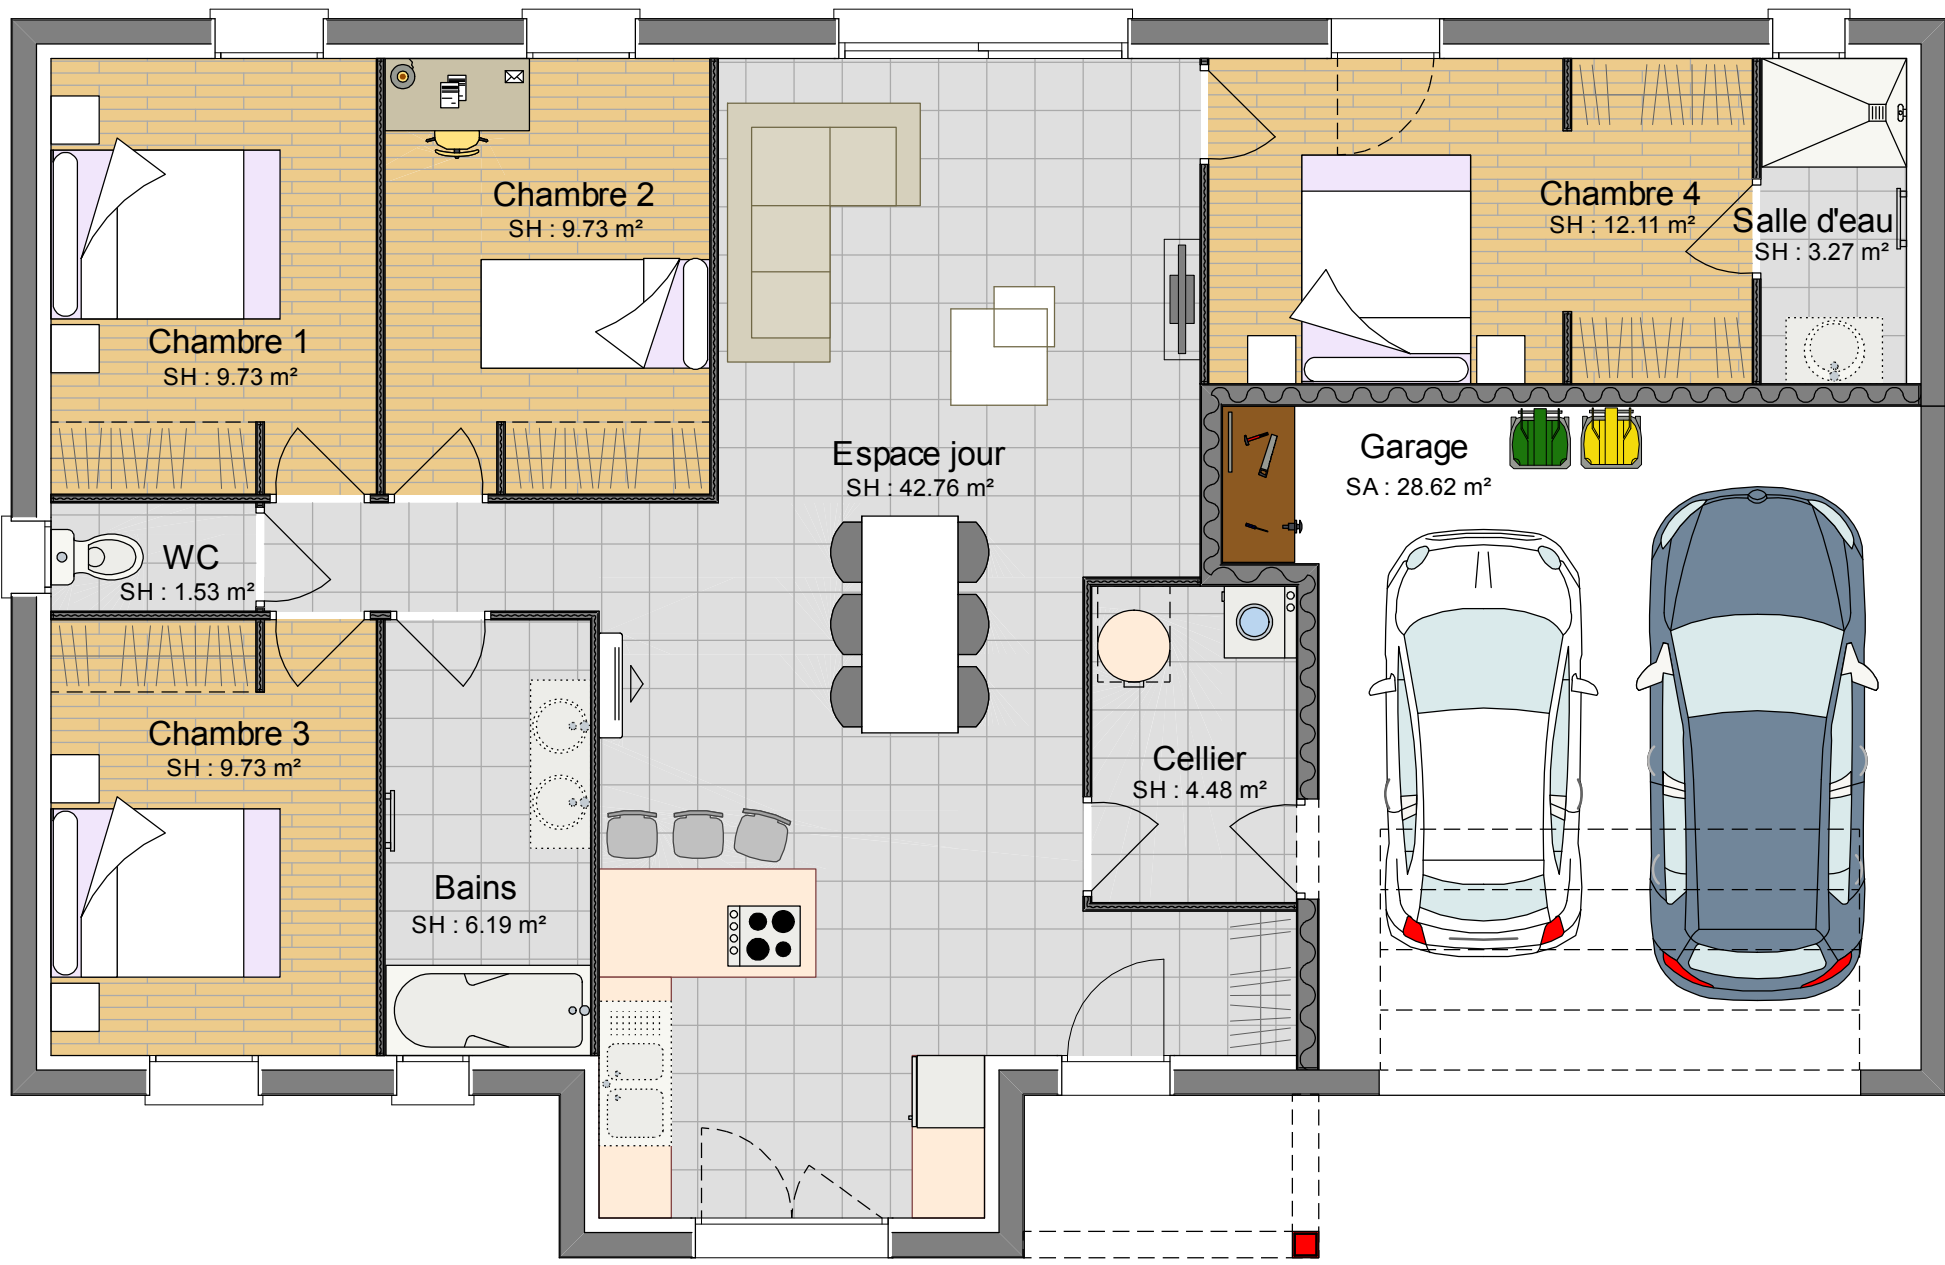 Chambre 1
SH : 9.73 m²
Chambre 2
SH : 9.73 m²
Chambre 4
SH : 12.11 m²
Salle d'eau
SH : 3.27 m²
Espace jour
SH : 42.76 m²
Garage
SA : 28.62 m²
WC
SH : 1.53 m²
Chambre 3
SH : 9.73 m²
Cellier
SH : 4.48 m²
Bains
SH : 6.19 m²